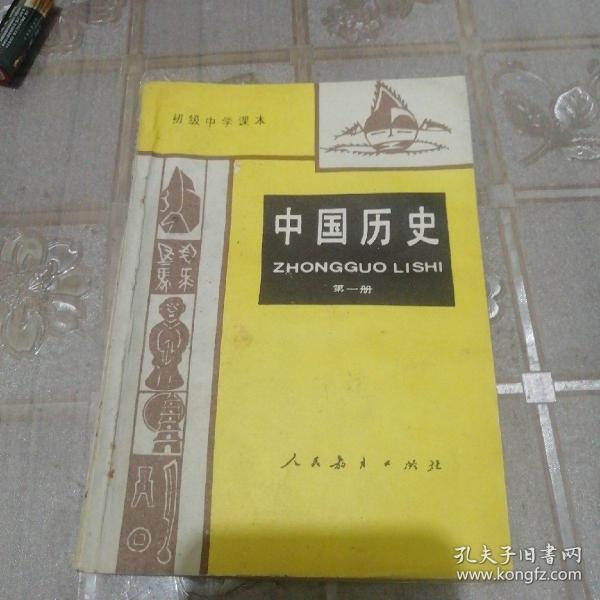 初级中学课本
中国历史
ZHONGGUO LISHI
第一册
人民教育出版社
孔夫子旧书网
www.kongfz.com